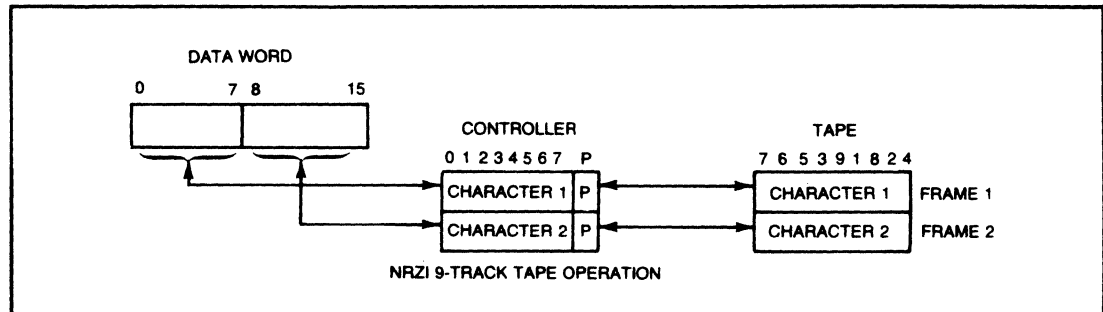 DATA WORD
0 7 8 15
CONTROLLER
0 1 2 3 4 5 6 7 P
TAPE
7 6 5 3 9 1 8 2 4
CHARACTER 1 P
CHARACTER 1 FRAME 1
CHARACTER 2 P
CHARACTER 2 FRAME 2
NRZI 9-TRACK TAPE OPERATION